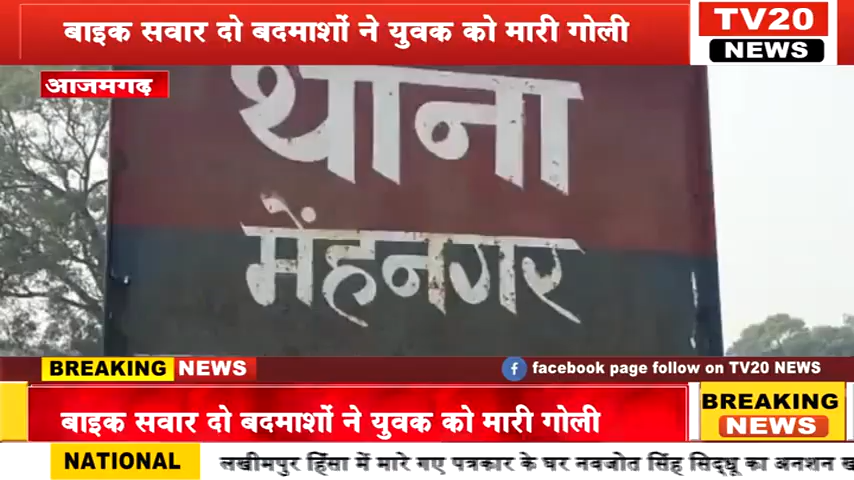 बाइक सवार दो बदमाशों ने युवक को मारी गोली
TV20
NEWS
आजमगढ़
थाना
मेंहनगर
BREAKING NEWS
facebook page follow on TV20 NEWS
बाइक सवार दो बदमाशों ने युवक को मारी गोली
BREAKING
NEWS
NATIONAL
लखीमपुर हिंसा में मारे गए पत्रकार के घर नवजोत सिंह सिद्धू का अनशन